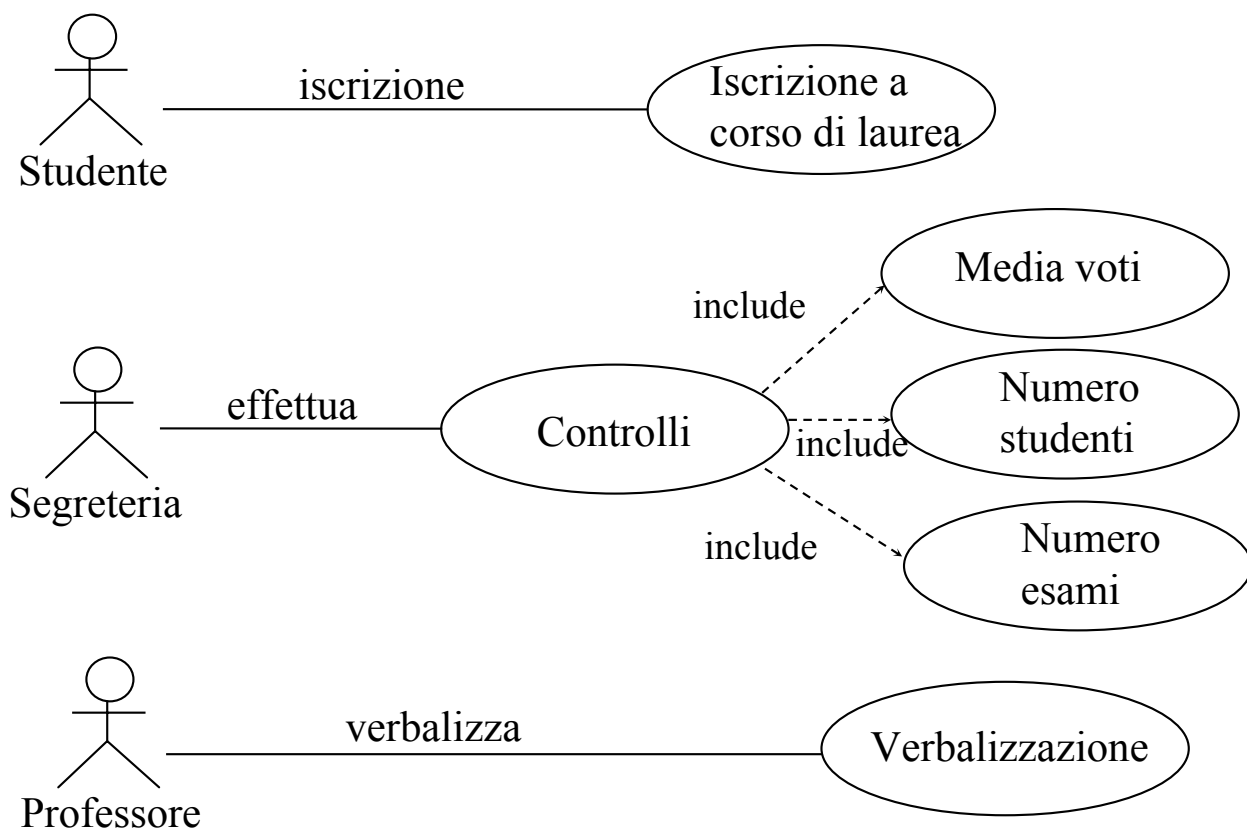 iscrizione
Iscrizione a
corso di laurea
Studente
Media voti
include
effettua
Controlli
Numero
studenti
include
Segreteria
include
Numero
esami
verbalizza
Verbalizzazione
Professore